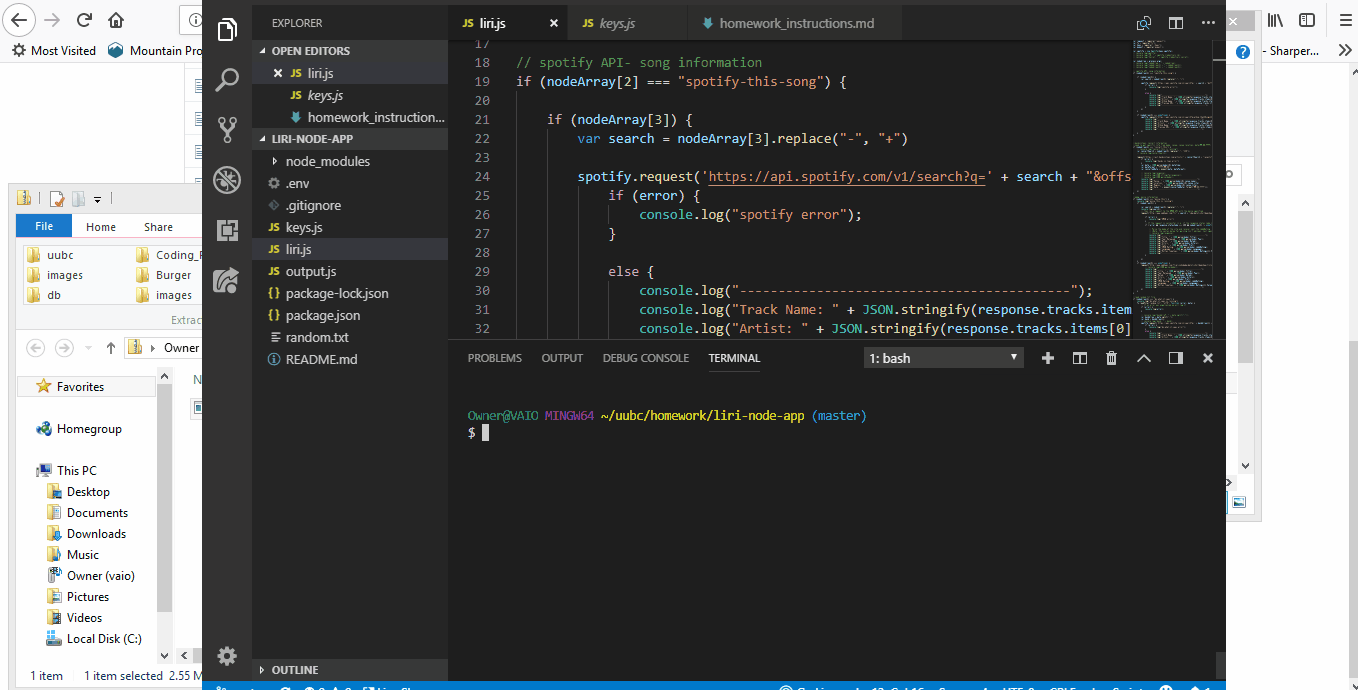 Most Visited Mountain Pro
File Home Share
uubc Coding_
images Burger
db images
Extrac
Owner
Favorites
Homegroup
This PC
Desktop
Documents
Downloads
Music
Owner (vaio)
Pictures
Videos
Local Disk (C:)
1 item 1 item selected 2.55 M
EXPLORER
OPEN EDITORS
JS liri.js
JS keys.js
homework_instruction...
LIRI-NODE-APP
node_modules
.env
.gitignore
JS keys.js
JS liri.js
JS output.js
{} package-lock.json
{} package.json
random.txt
README.md
OUTLINE
JS liri.js JS keys.js homework_instructions.md
17
18 // spotify API- song information
19 if (nodeArray[2] === "spotify-this-song") {
20
21 if (nodeArray[3]) {
22 var search = nodeArray[3].replace("-", "+")
23
24 spotify.request('https://api.spotify.com/v1/search?q=' + search + "&offs
25 if (error) {
26 console.log("spotify error");
27 }
28
29 else {
30 console.log("-----------------------------------------");
31 console.log("Track Name: " + JSON.stringify(response.tracks.item
32 console.log("Artist: " + JSON.stringify(response.tracks.items[0]
PROBLEMS OUTPUT DEBUG CONSOLE TERMINAL 1: bash
Owner@VAIO MINGW64 ~/uubc/homework/liri-node-app (master)
$
- Sharper...